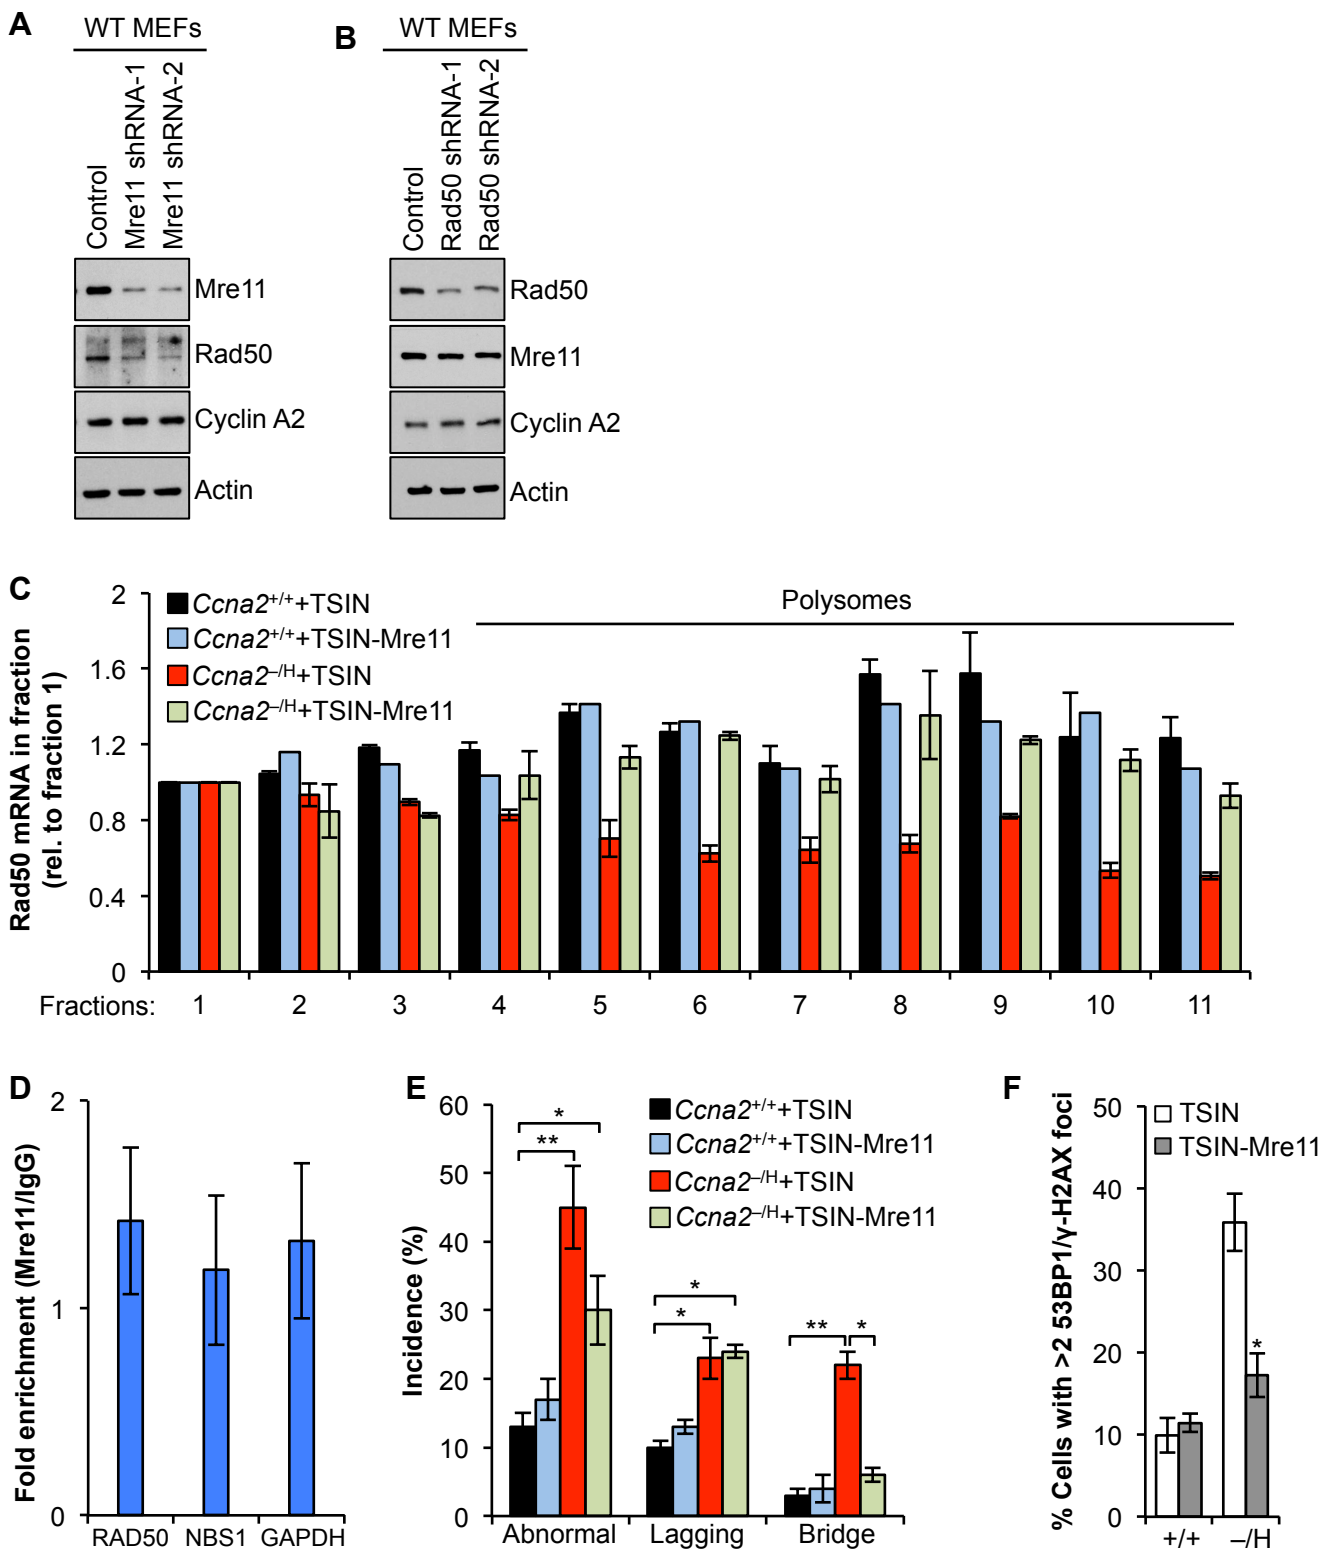 A
WT MEFs
Control
Mre11 shRNA-1
Mre11 shRNA-2
Mre11
Rad50
Cyclin A2
Actin
B
WT MEFs
Control
Rad50 shRNA-1
Rad50 shRNA-2
Rad50
Mre11
Cyclin A2
Actin
C
Rad50 mRNA in fraction
(rel. to fraction 1)
2
1.6
1.2
0.8
0.4
0
Ccna2+/++TSIN
Ccna2+/++TSIN-Mre11
Ccna2–/H+TSIN
Ccna2–/H+TSIN-Mre11
Polysomes
Fractions: 1 2 3 4 5 6 7 8 9 10 11
D
Fold enrichment (Mre11/IgG)
2
1
0
RAD50 NBS1 GAPDH
E
Incidence (%)
60
50
40
30
20
10
0
*
**
*
*
** *
Ccna2+/++TSIN
Ccna2+/++TSIN-Mre11
Ccna2–/H+TSIN
Ccna2–/H+TSIN-Mre11
Abnormal Lagging Bridge
F
% Cells with >2 53BP1/γ-H2AX foci
50
40
30
20
10
0
TSIN
TSIN-Mre11
*
+/+ –/H